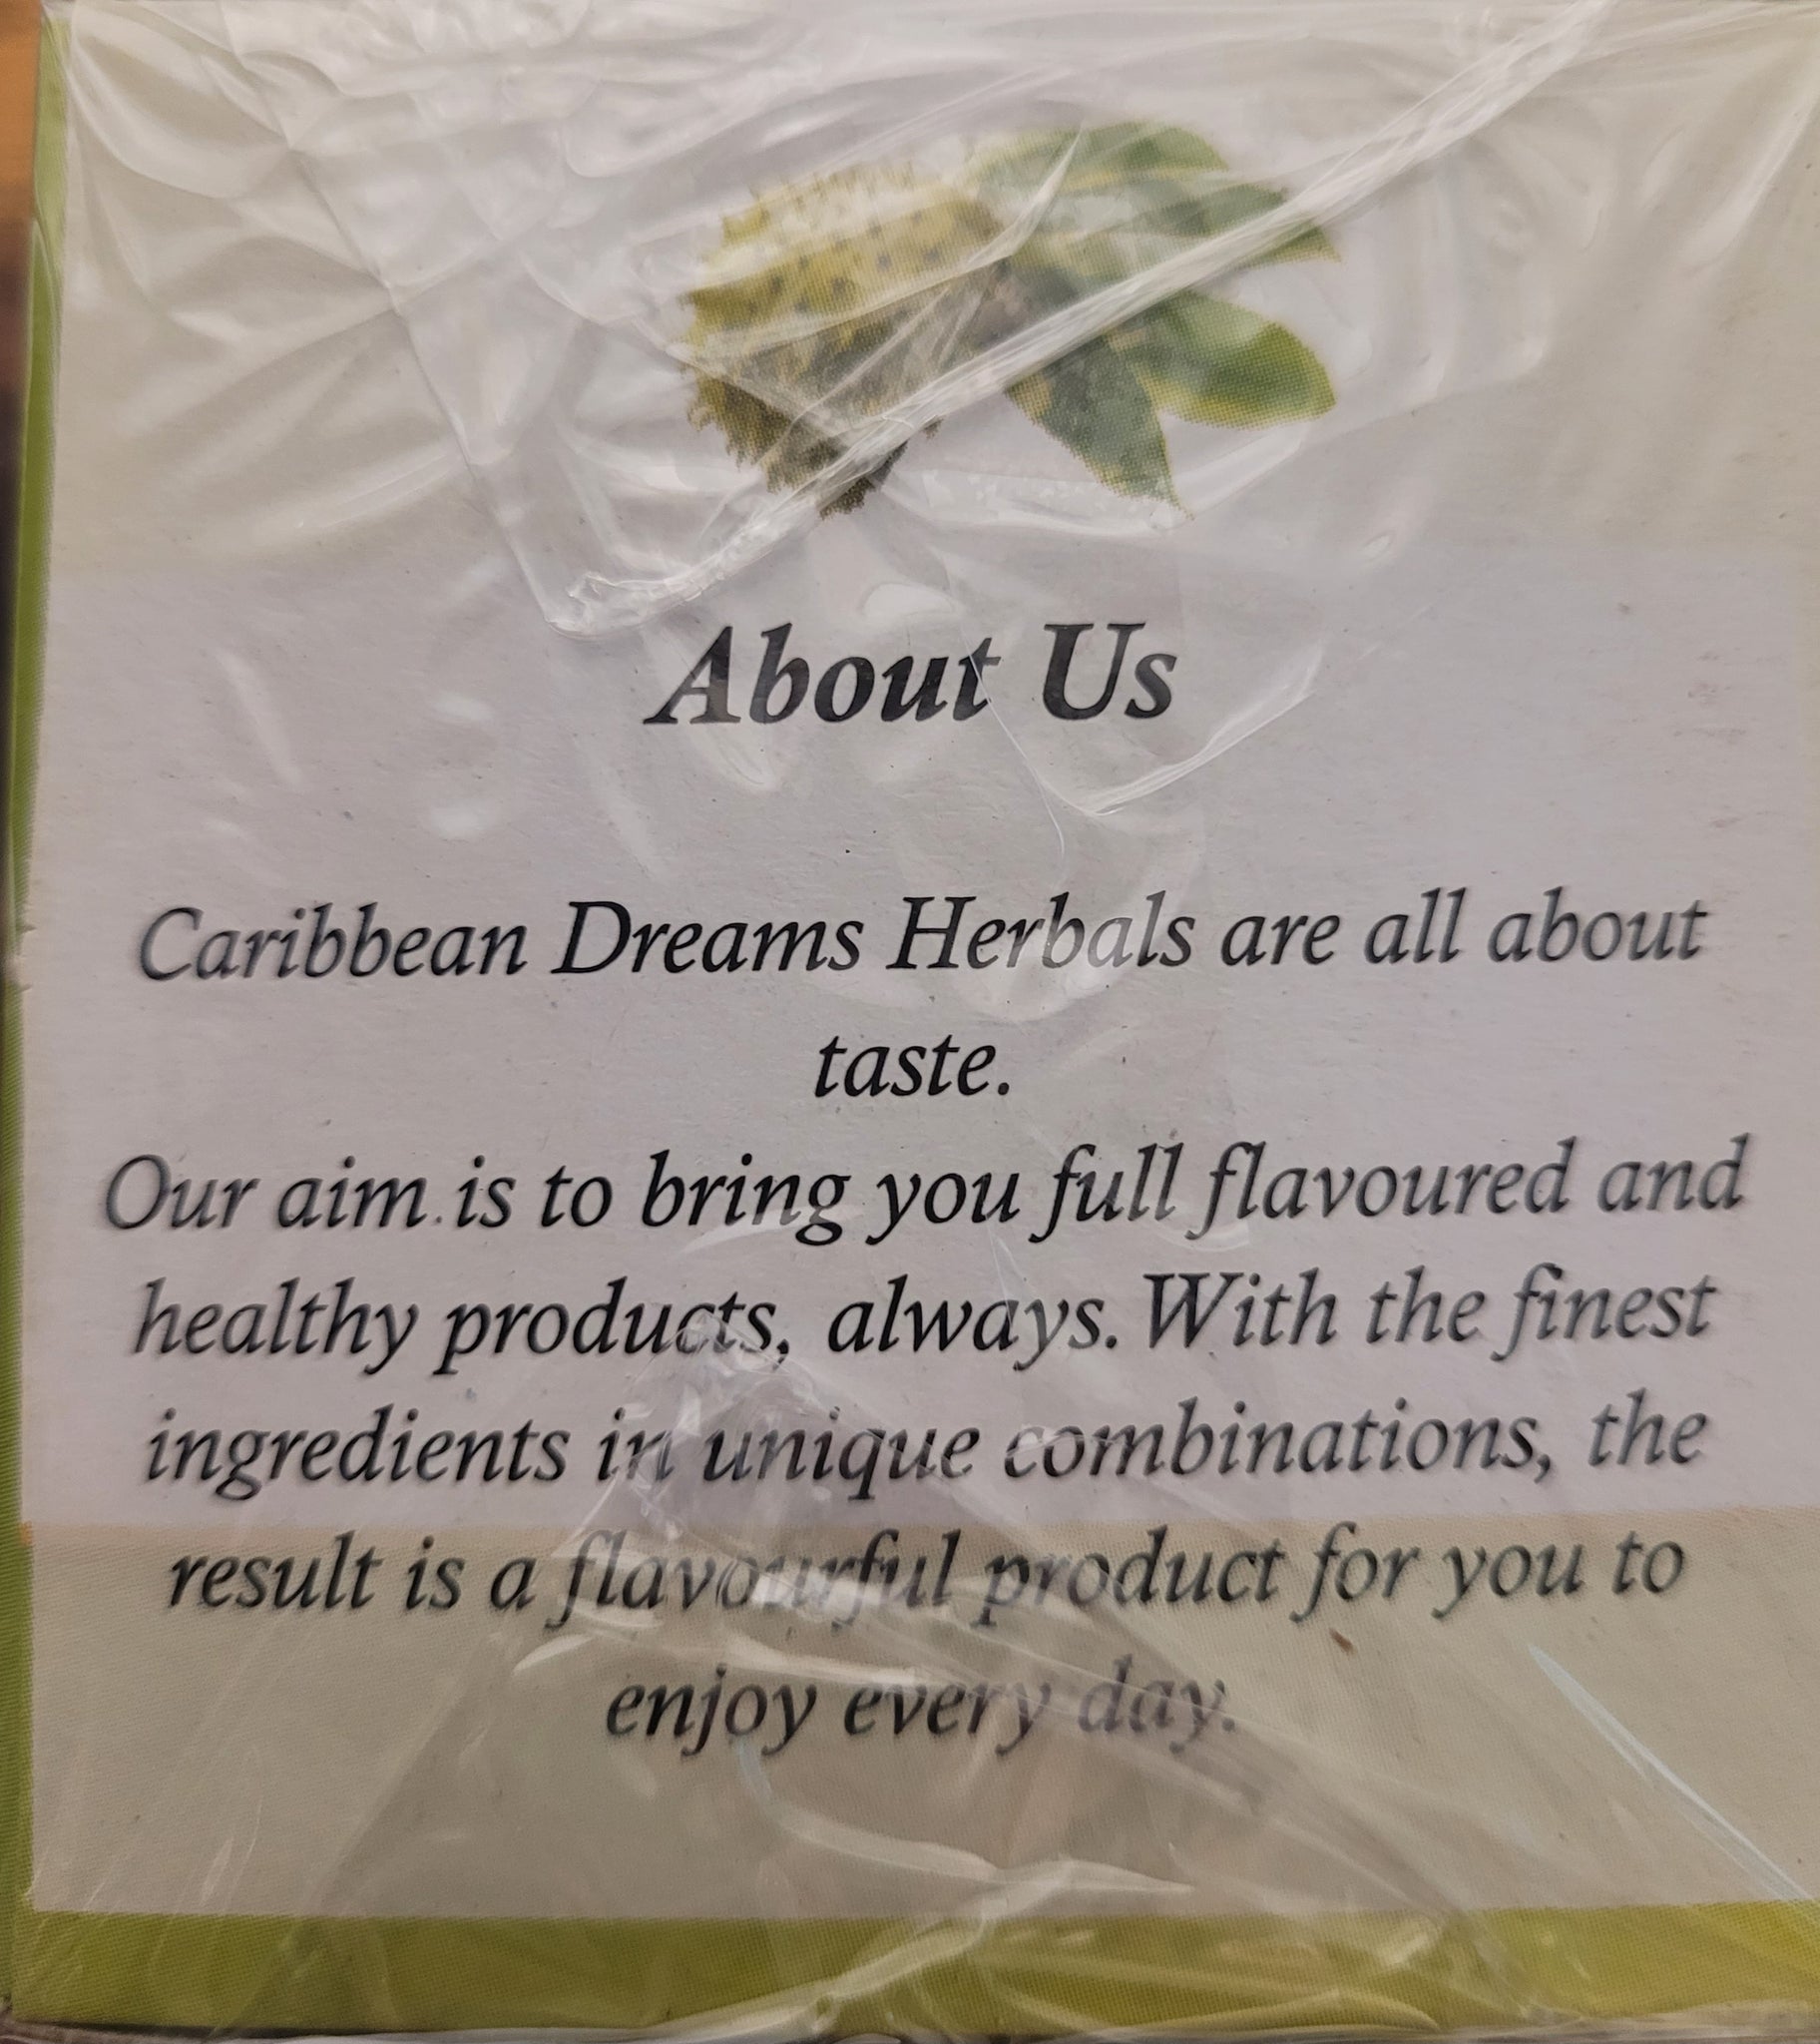 About Us
Caribbean Dreams Herbals are all about
taste.
Our aim is to bring you full flavoured and
healthy products, always. With the finest
ingredients in unique combinations, the
result is a flavourful product for you to
enjoy every day.